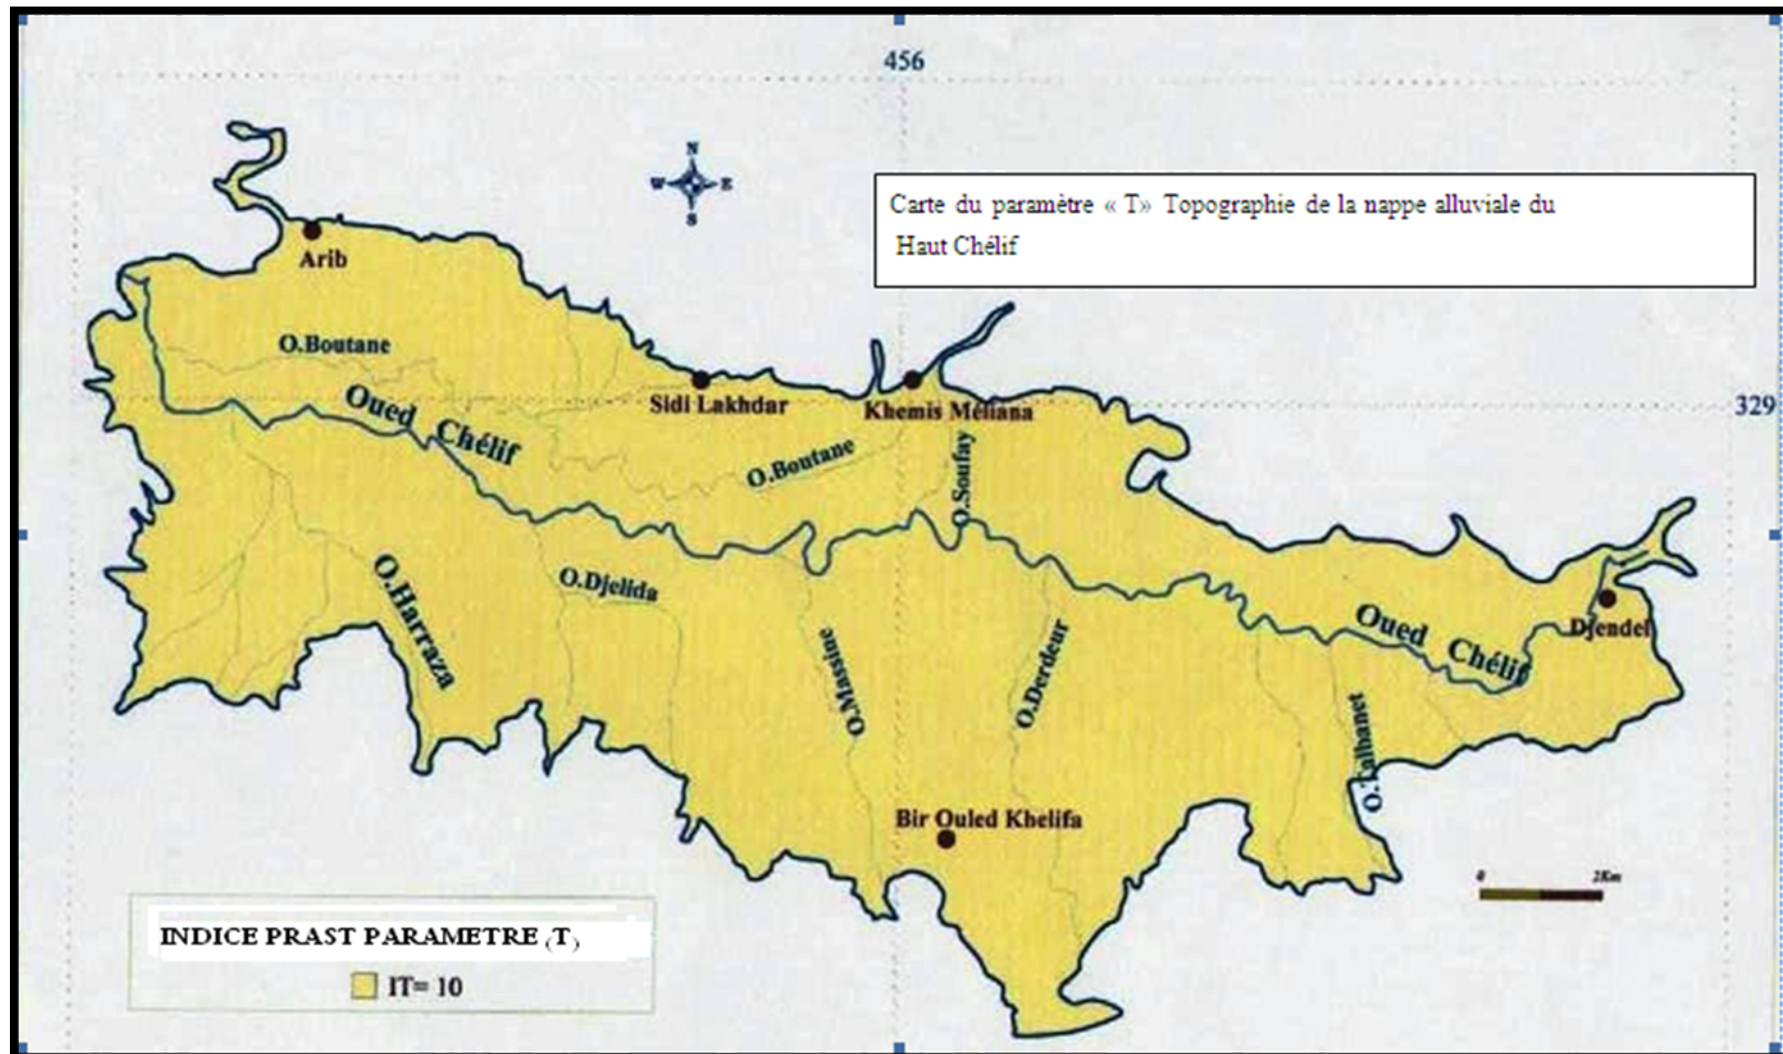 456
N
W E
S
Carte du paramètre « T» Topographie de la nappe alluviale du
Haut Chélif
Arib
O.Boutane
Oued Chélif
Sidi Lakhdar
Khemis Méliana
329
O.Boutane
O.Soufay
O.Harraza
O.Djelida
O.Massine
O.Derdeur
Oued Chélif
Djendel
O.Talbanet
Bir Ouled Khelifa
0 2Km
INDICE PRAST PARAMETRE (T)
IT= 10